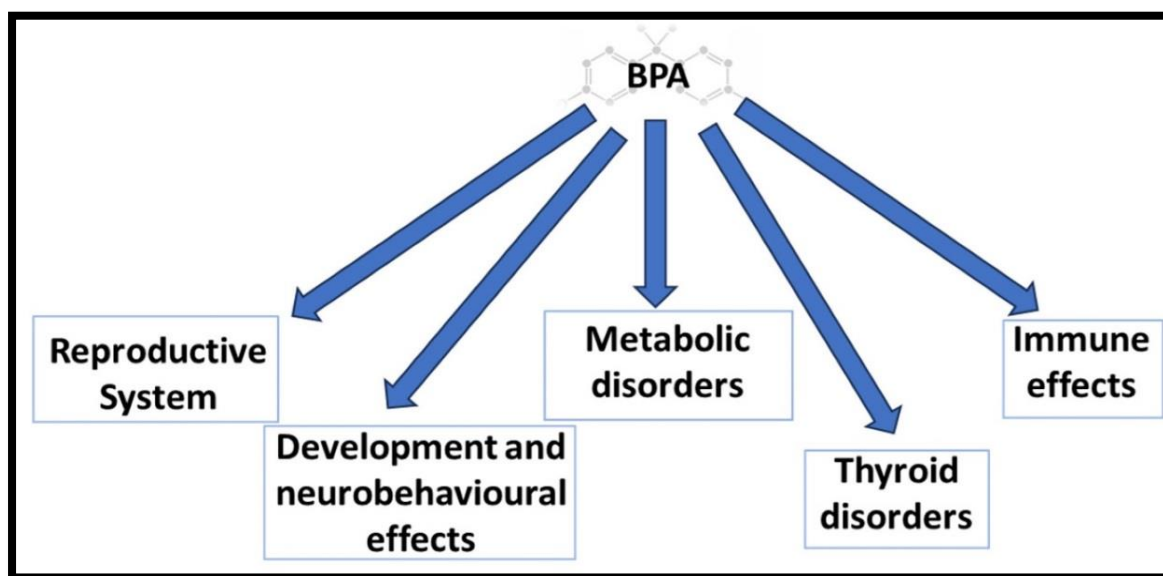 BPA
Reproductive
System
Development and
neurobehavioural
effects
Metabolic
disorders
Thyroid
disorders
Immune
effects